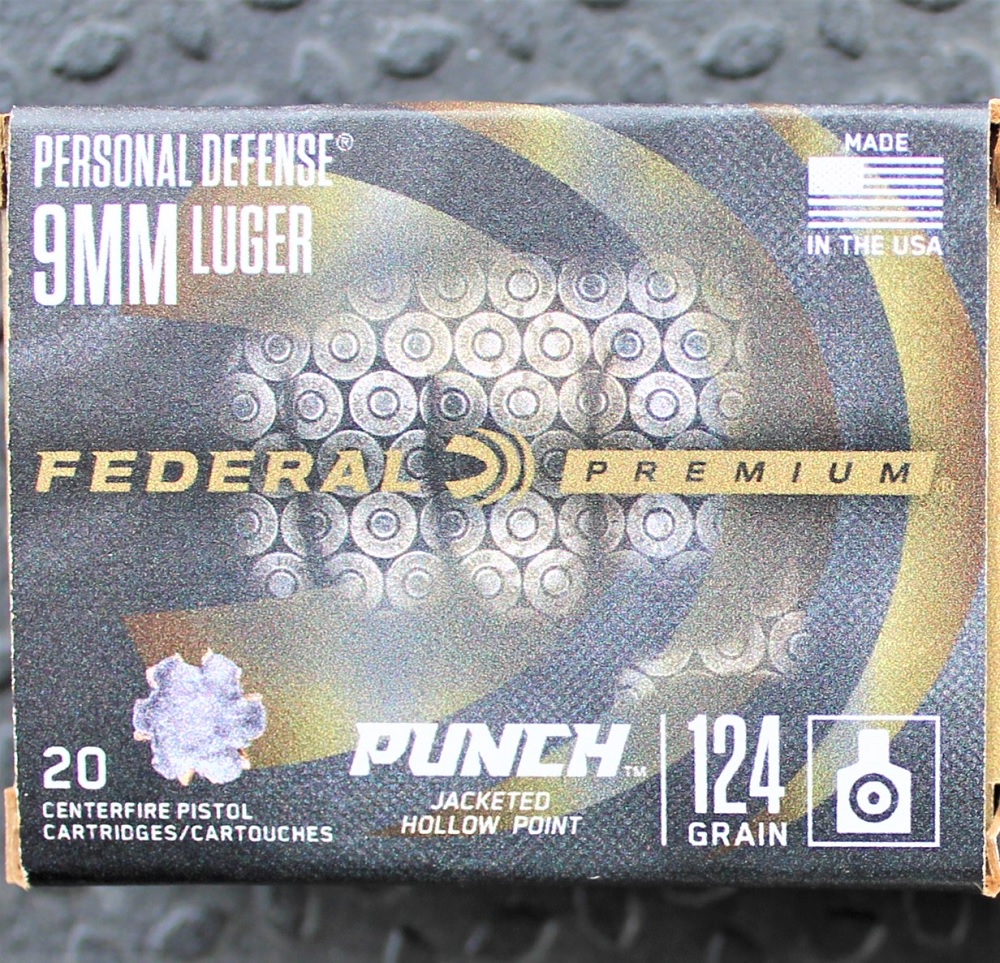 PERSONAL DEFENSE®
9MM LUGER
MADE
IN THE USA
FEDERAL PREMIUM®
20
CENTERFIRE PISTOL
CARTRIDGES/CARTOUCHES
PUNCH™
JACKETED
HOLLOW POINT
124
GRAIN